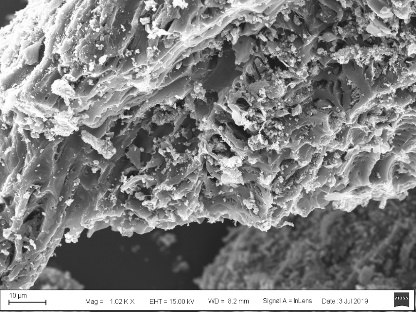 10 µm
Mag = 1.02 K X EHT = 15.00 kV WD = 8.2 mm Signal A = InLens Date :3 Jul 2019
ZEISS